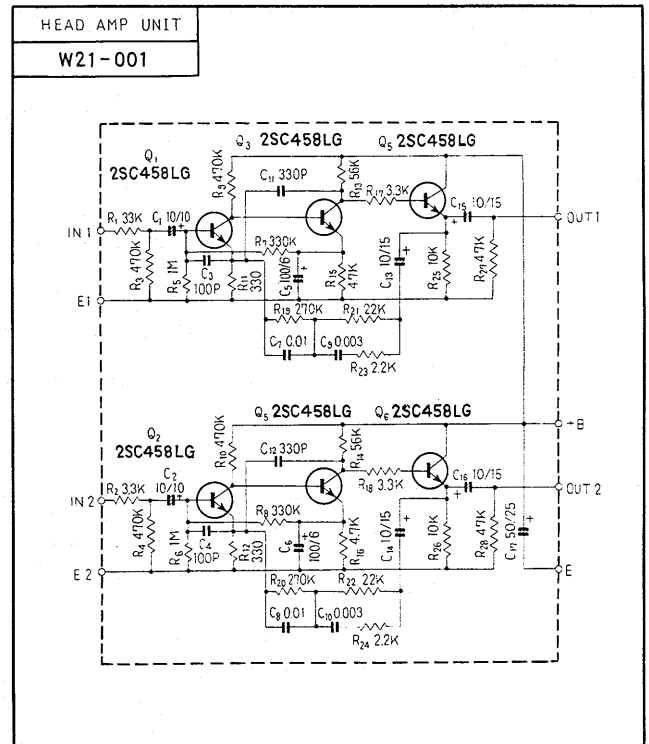 HEAD AMP UNIT
W21-001
Q1
2SC458LG
Q3 2SC458LG
Q5 2SC458LG
R9 470K
C11 330P
R13 56K
R17 3.3K
C15 10/15
IN 1
R1 33K
C1 10/10
+
R7 330K
OUT 1
R3 470K
R5 1M
C3
100P
R11
330
C5 100/6
+
R15
47K
C13 10/15
+
R25 10K
+
R27 47K
E1
R19 270K
R21 22K
C7 0.01
C9 0.003
R23 2.2K
Q2
2SC458LG
Q5 2SC458LG
Q6 2SC458LG
+B
R10 470K
C12 330P
R14 56K
R18 3.3K
C16 10/15
IN 2
R2 3.3K
C2
10/10
+
R8 330K
OUT 2
R4 470K
R6 1M
C4
100P
R12
330
C6
100/6
+
R16 4.7K
C14 10/15
+
R26 10K
+
R28 47K
C17 50/25
+
E 2
E
R20 270K
R22 22K
C8 0.01
C10 0.003
R24 2.2K